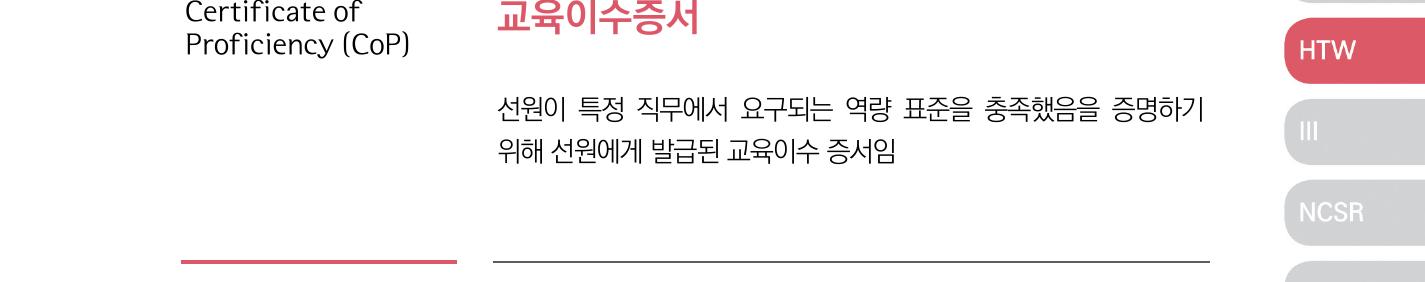 Certificate of
Proficiency (CoP)
교육이수증서
선원이 특정 직무에서 요구되는 역량 표준을 충족했음을 증명하기
위해 선원에게 발급된 교육이수 증서임
HTW
III
NCSR